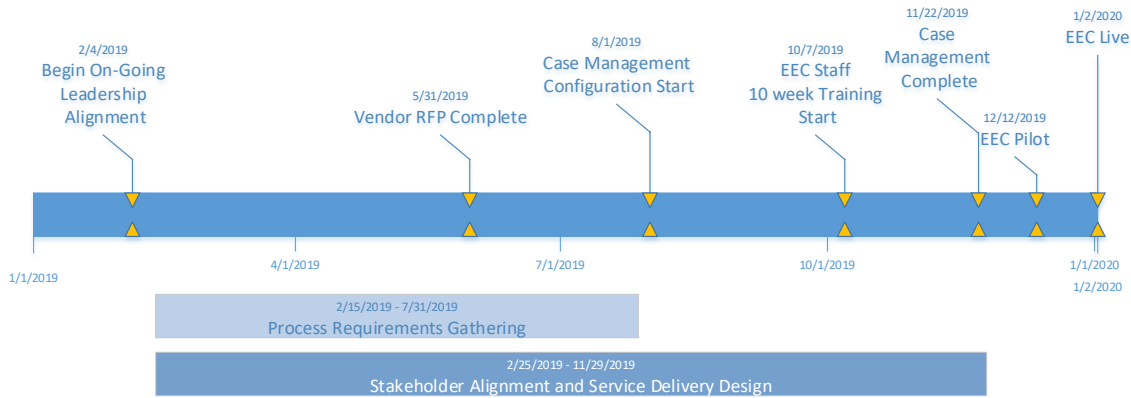 2/4/2019
Begin On-Going
Leadership
Alignment
5/31/2019
Vendor RFP Complete
8/1/2019
Case Management
Configuration Start
10/7/2019
EEC Staff
10 week Training
Start
11/22/2019
Case
Management
Complete
12/12/2019
EEC Pilot
1/2/2020
EEC Live
1/1/2019
4/1/2019
7/1/2019
10/1/2019
1/1/2020
1/2/2020
2/15/2019 - 7/31/2019
Process Requirements Gathering
2/25/2019 - 11/29/2019
Stakeholder Alignment and Service Delivery Design